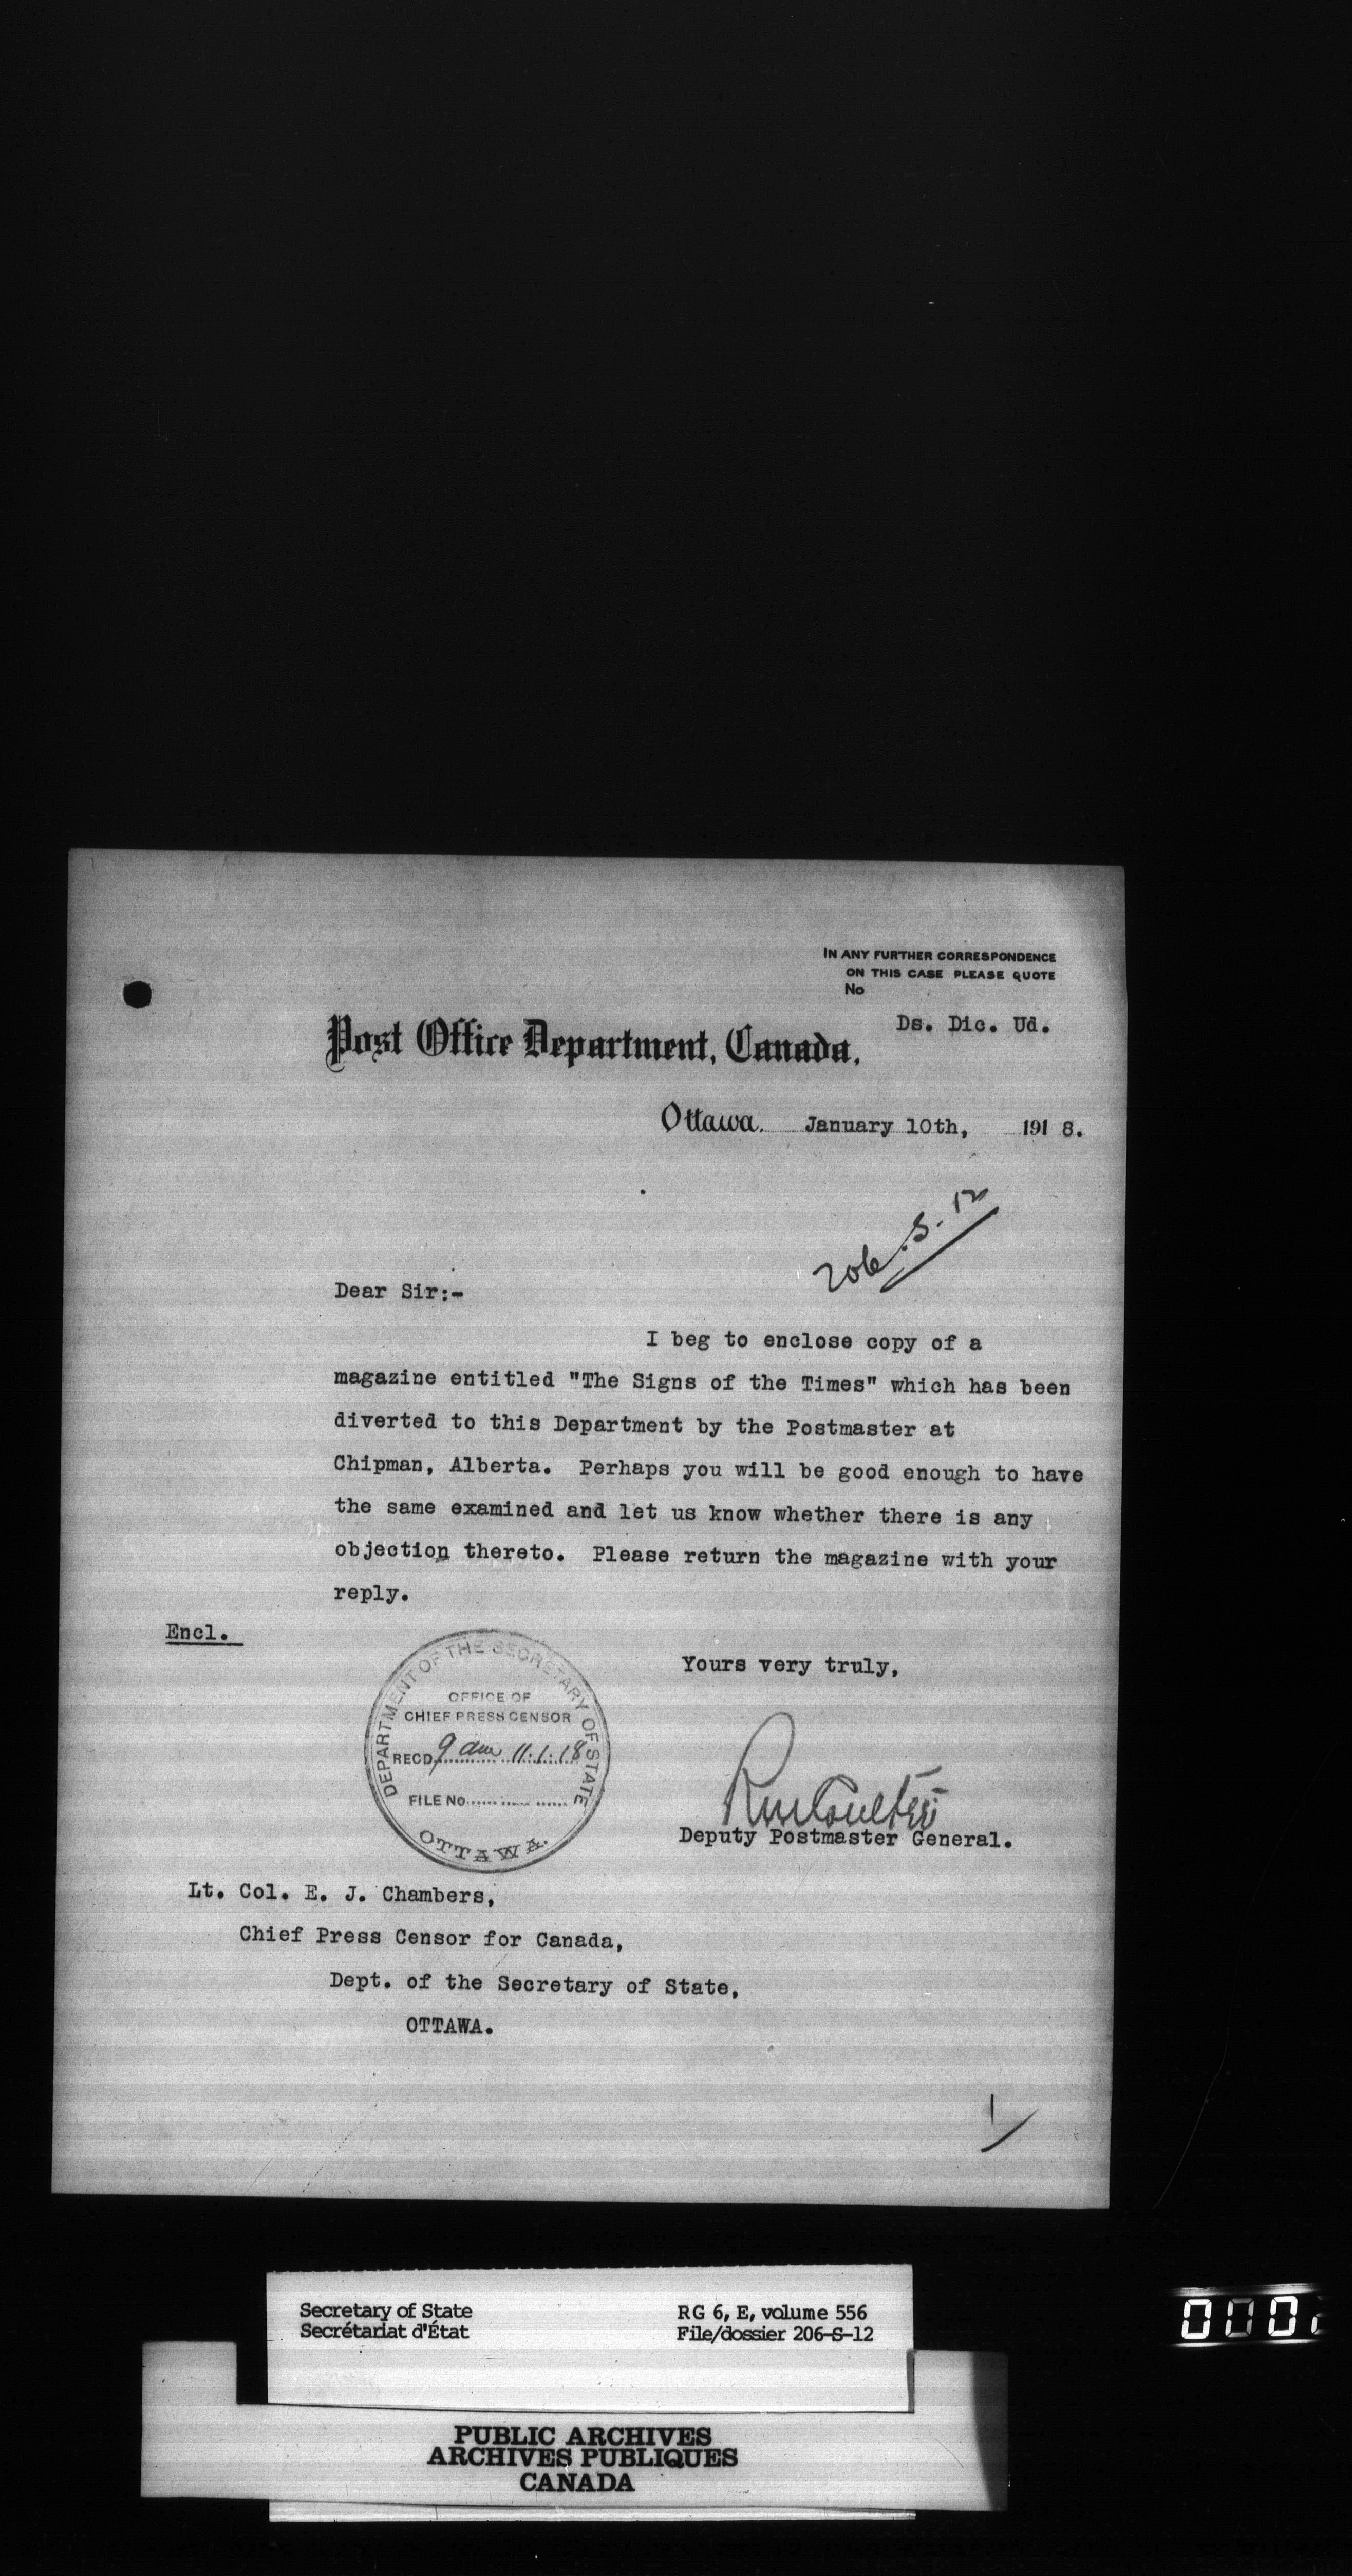 IN ANY FURTHER CORRESPONDENCE
ON THIS CASE PLEASE QUOTE
No
Ds. Dic. Ud.
Post Office Department, Canada,
Ottawa. January 10th, 1918.
206.S.12
Dear Sir:-
I beg to enclose copy of a
magazine entitled "The Signs of the Times" which has been
diverted to this Department by the Postmaster at
Chipman, Alberta. Perhaps you will be good enough to have
the same examined and let us know whether there is any
objection thereto. Please return the magazine with your
reply.
Encl.
Yours very truly,
DEPARTMENT OF THE SECRETARY OF STATE
OFFICE OF
CHIEF PRESS CENSOR
RECD 9 am 11.1.18
FILE No
OTTAWA.
RmCoulter
Deputy Postmaster General.
Lt. Col. E. J. Chambers,
Chief Press Censor for Canada,
Dept. of the Secretary of State,
OTTAWA.
1
Secretary of State
Secrétariat d'État
RG 6, E, volume 556
File/dossier 206-S-12
PUBLIC ARCHIVES
ARCHIVES PUBLIQUES
CANADA